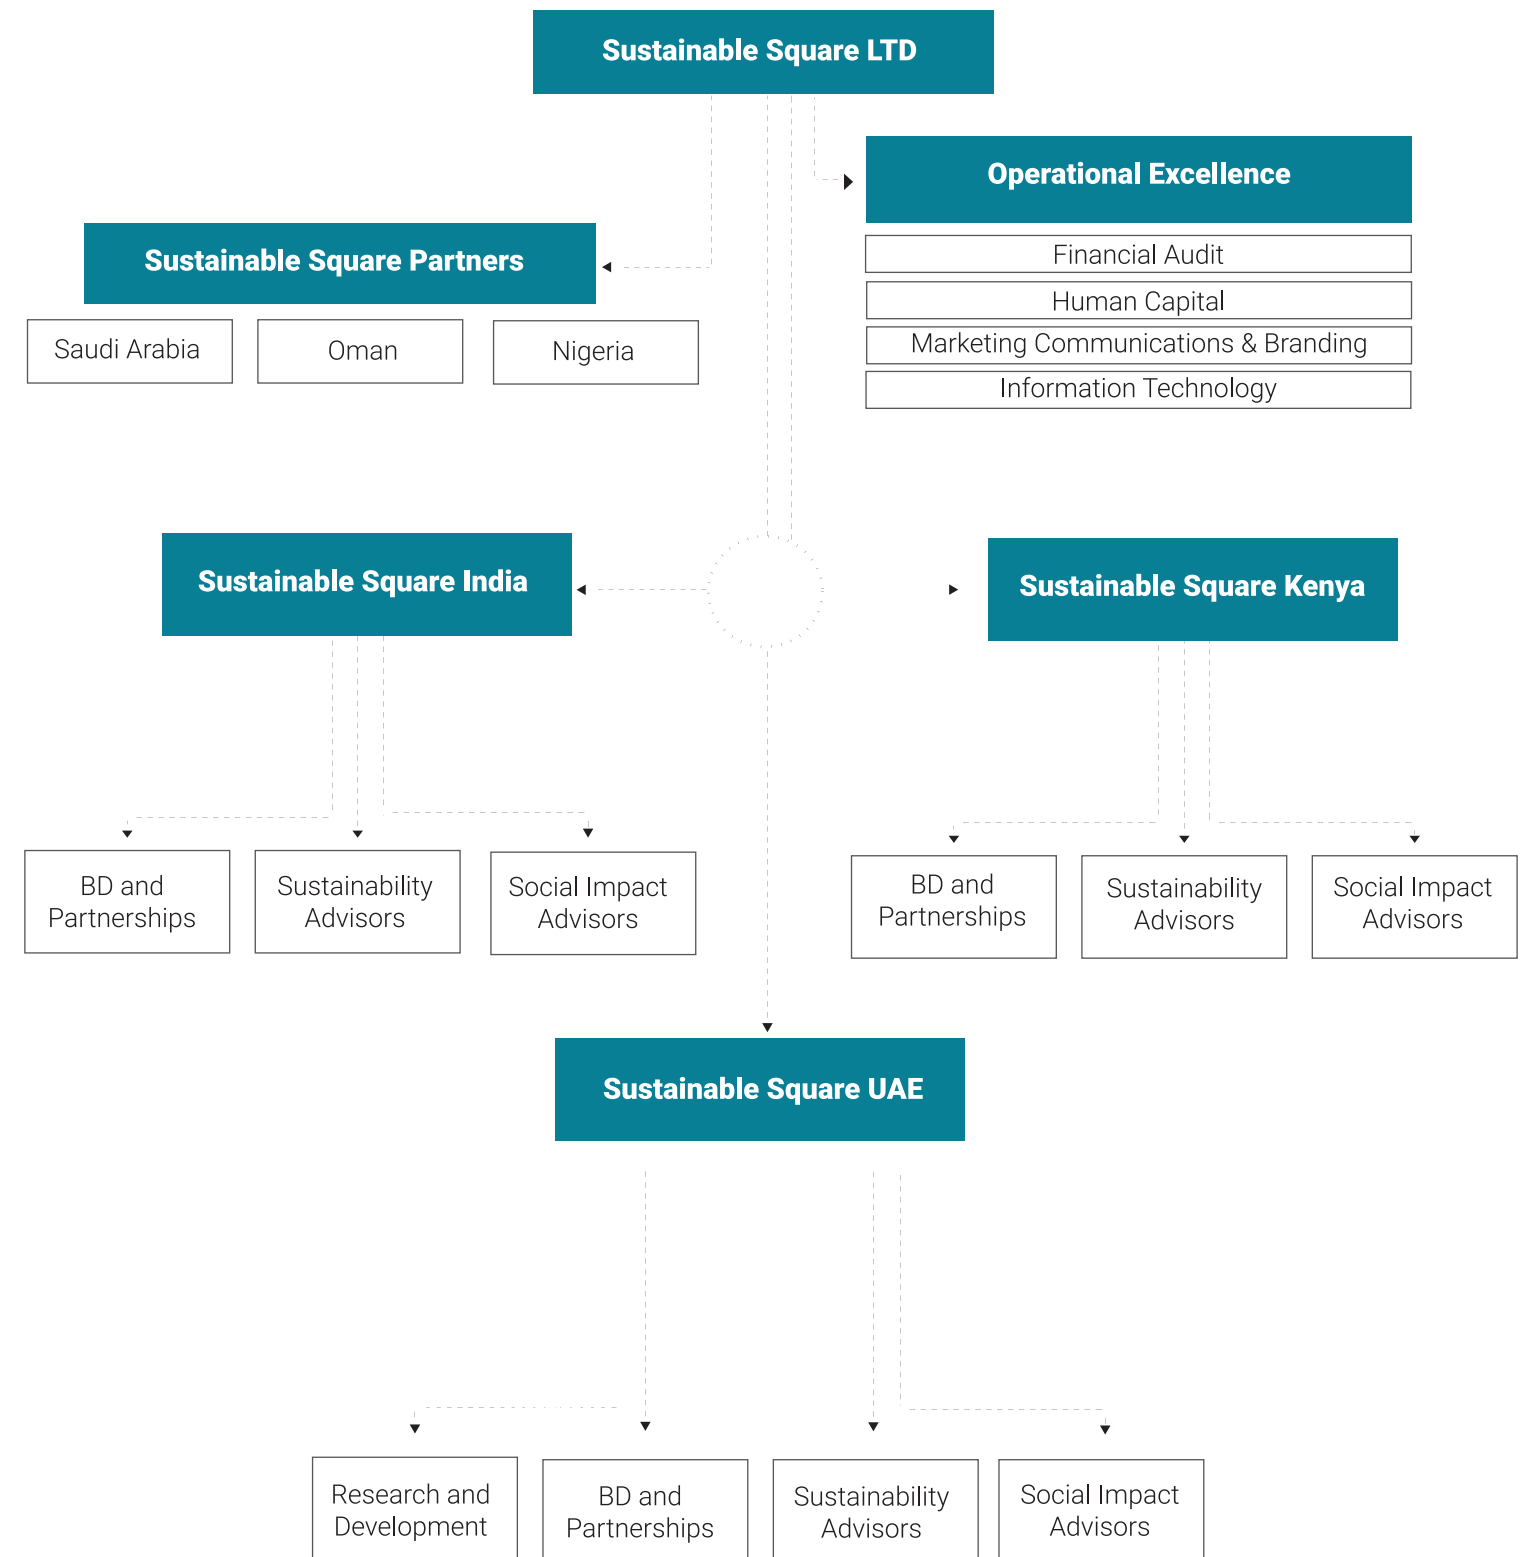 Sustainable Square LTD
Operational Excellence
Financial Audit
Human Capital
Marketing Communications & Branding
Information Technology
Sustainable Square Partners
Saudi Arabia
Oman
Nigeria
Sustainable Square India
BD and
Partnerships
Sustainability
Advisors
Social Impact
Advisors
Sustainable Square Kenya
BD and
Partnerships
Sustainability
Advisors
Social Impact
Advisors
Sustainable Square UAE
Research and
Development
BD and
Partnerships
Sustainability
Advisors
Social Impact
Advisors